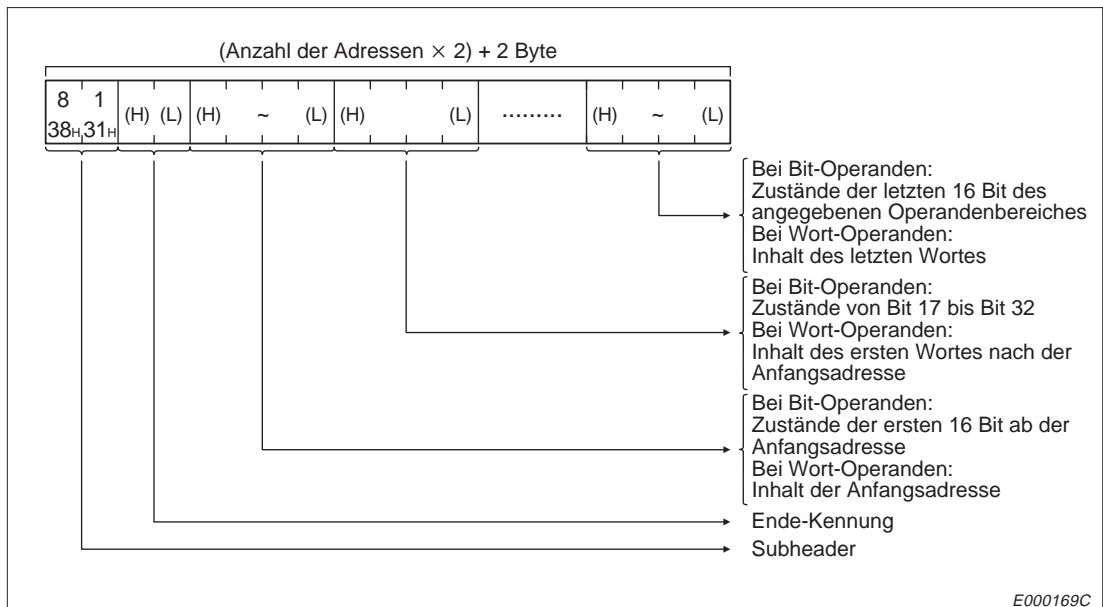 (Anzahl der Adressen × 2) + 2 Byte
8 1
38H 31H
(H) (L) (H) ~ (L) (H) (L) ········· (H) ~ (L)
Bei Bit-Operanden:
Zustände der letzten 16 Bit des
angegebenen Operandenbereiches
Bei Wort-Operanden:
Inhalt des letzten Wortes
Bei Bit-Operanden:
Zustände von Bit 17 bis Bit 32
Bei Wort-Operanden:
Inhalt des ersten Wortes nach der
Anfangsadresse
Bei Bit-Operanden:
Zustände der ersten 16 Bit ab der
Anfangsadresse
Bei Wort-Operanden:
Inhalt der Anfangsadresse
Ende-Kennung
Subheader
E000169C